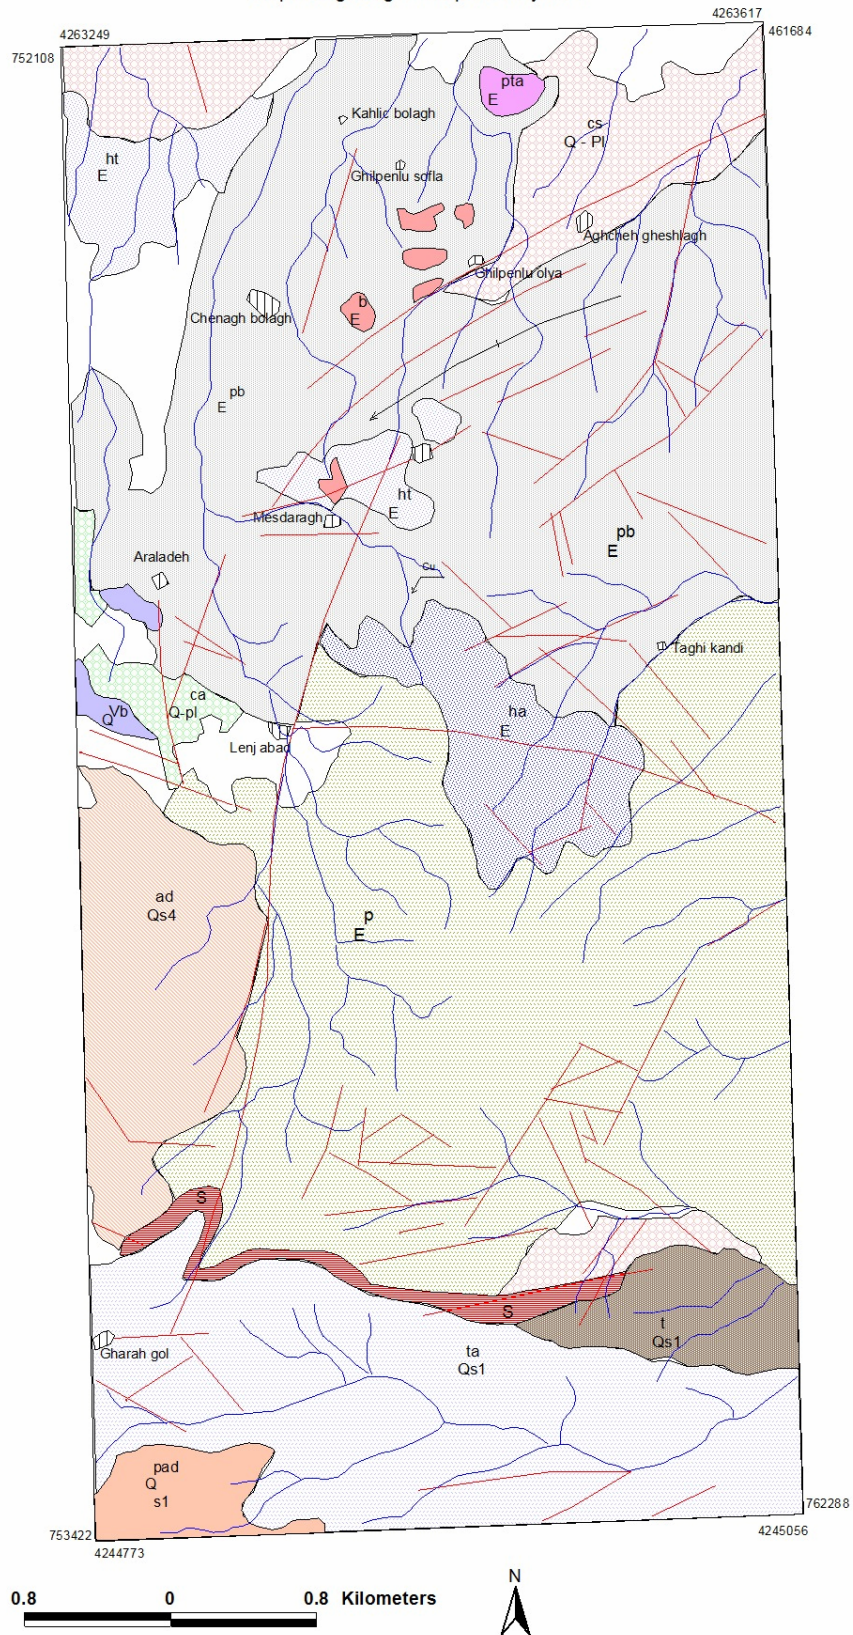 4263617
4263249
461684
752108
pta
E
Kahlic bolagh
cs
Q - Pl
ht
E
Ghilpenlu sofla
Aghcheh gheshlagh
Ghilpenlu olya
b
E
Chenagh bolagh
pb
E
ht
E
Mesdaragh
pb
E
Araladeh
Cu
Taghi kandi
ca
Q-pl
Vb
Q
ha
E
Lenj abad
ad
Qs4
p
E
S
S
t
Qs1
Gharah gol
ta
Qs1
pad
Q
s1
762288
753422
4245056
4244773
N
0.8 0 0.8 Kilometers